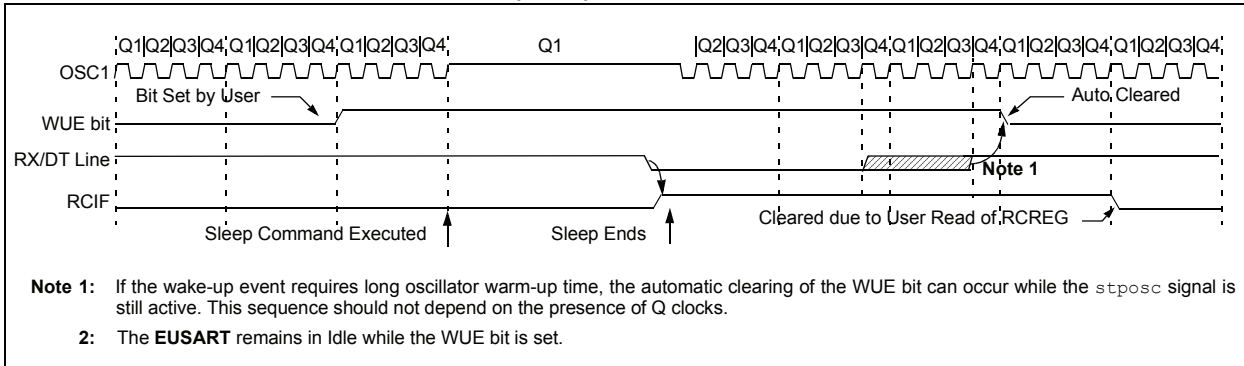 Q1|Q2|Q3|Q4|Q1|Q2|Q3|Q4|Q1|Q2|Q3|Q4 Q1 Q2|Q3|Q4|Q1|Q2|Q3|Q4|Q1|Q2|Q3|Q4|Q1|Q2|Q3|Q4|Q1|Q2|Q3|Q4
OSC1
Bit Set by User Auto Cleared
WUE bit
RX/DT Line
Note 1
RCIF
Cleared due to User Read of RCREG
Sleep Command Executed Sleep Ends
Note 1: If the wake-up event requires long oscillator warm-up time, the automatic clearing of the WUE bit can occur while the stposc signal is
still active. This sequence should not depend on the presence of Q clocks.
2: The EUSART remains in Idle while the WUE bit is set.